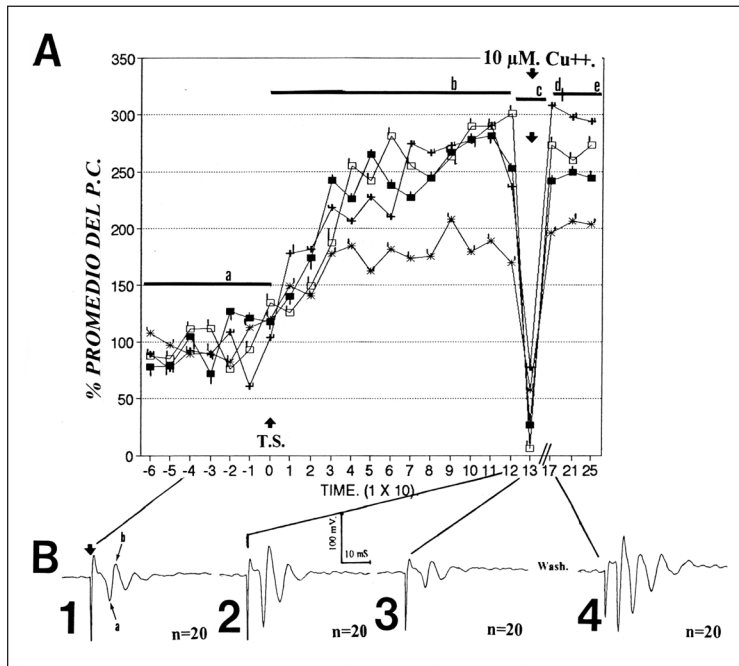 A
350
300
250
200
150
100
50
0
% PROMEDIO DEL P.C.
10 µM. Cu++.
a
b
c
d
e
T.S.
-6 -5 -4 -3 -2 -1 0 1 2 3 4 5 6 7 8 9 10 11 12 13 17 21 25
TIME. (1 X 10).
B
1
b
a
n=20
2
n=20
100 mV.
10 mS
3
n=20
Wash.
4
n=20